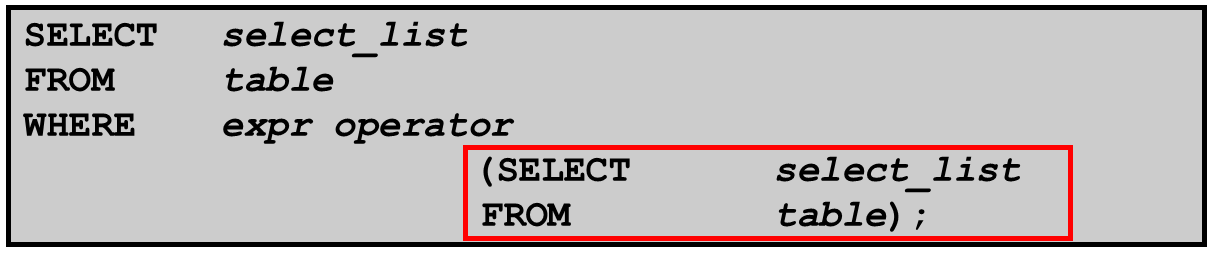 SELECT select_list
FROM table
WHERE expr operator
(SELECT select_list
FROM table);